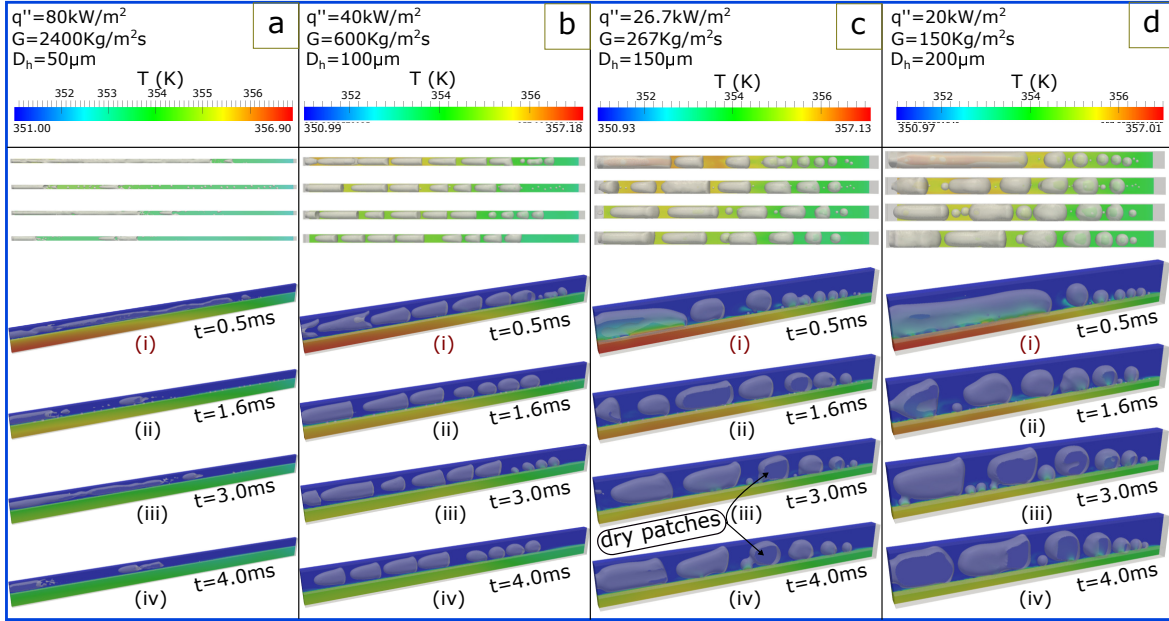 q''=80kW/m²
G=2400Kg/m²s
Dₕ=50µm
a
T (K)
352 353 354 355 356
351.00 356.90
t=0.5ms
(i)
t=1.6ms
(ii)
t=3.0ms
(iii)
t=4.0ms
(iv)
q''=40kW/m²
G=600Kg/m²s
Dₕ=100µm
b
T (K)
352 354 356
350.99 357.18
t=0.5ms
(i)
t=1.6ms
(ii)
t=3.0ms
(iii)
t=4.0ms
(iv)
q''=26.7kW/m²
G=267Kg/m²s
Dₕ=150µm
c
T (K)
352 354 356
350.93 357.13
t=0.5ms
(i)
t=1.6ms
(ii)
t=3.0ms
(iii)
dry patches
t=4.0ms
(iv)
q''=20kW/m²
G=150Kg/m²s
Dₕ=200µm
d
T (K)
352 354 356
350.97 357.01
t=0.5ms
(i)
t=1.6ms
(ii)
t=3.0ms
(iii)
t=4.0ms
(iv)